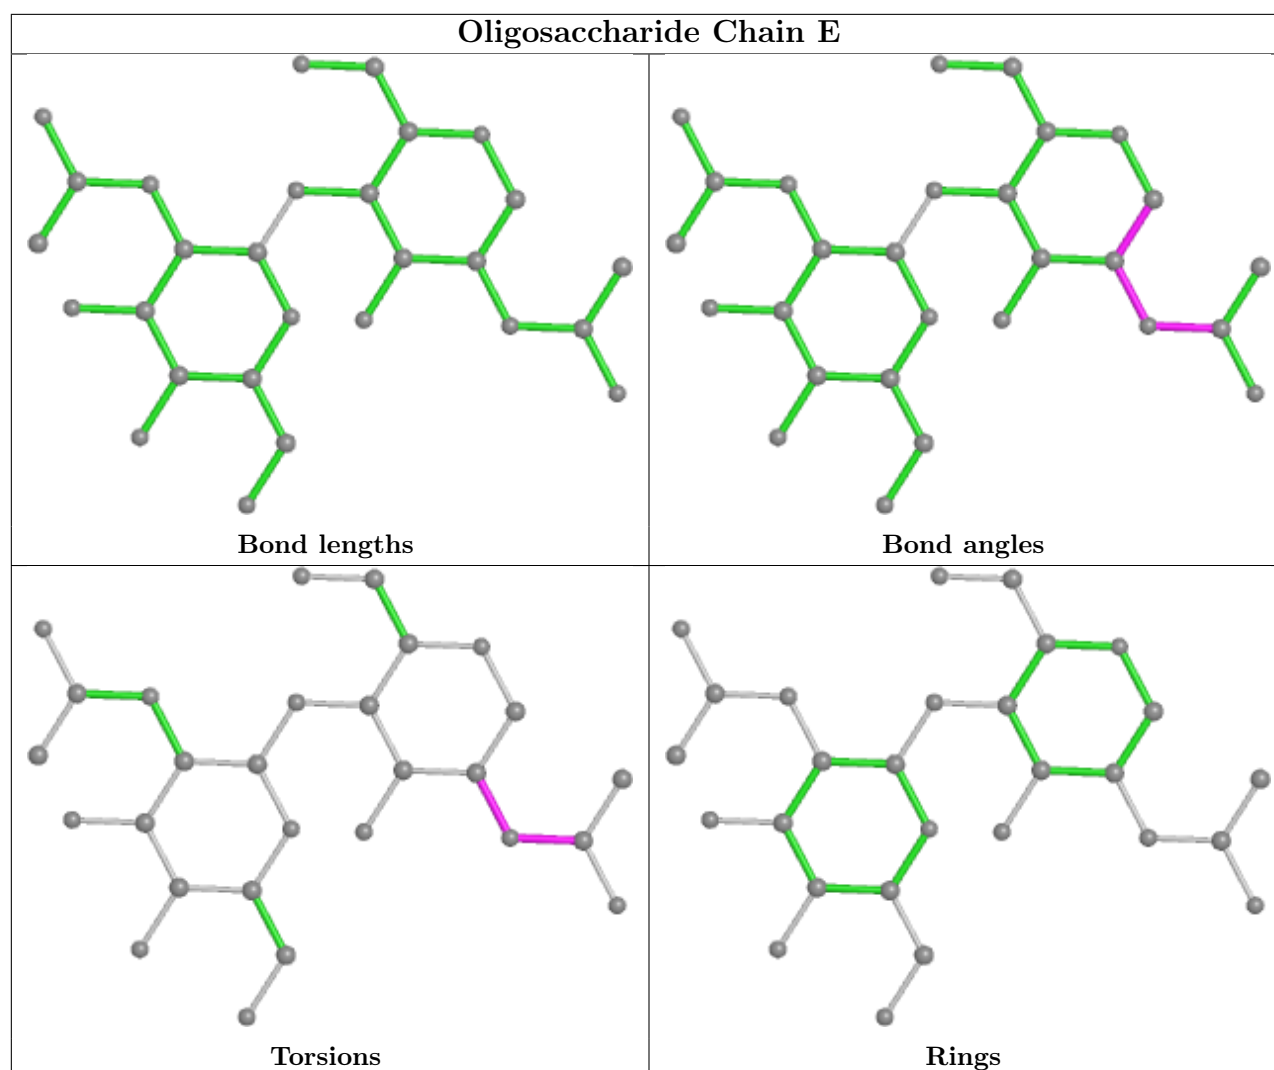 Oligosaccharide Chain E
Bond lengths
Bond angles
Torsions
Rings